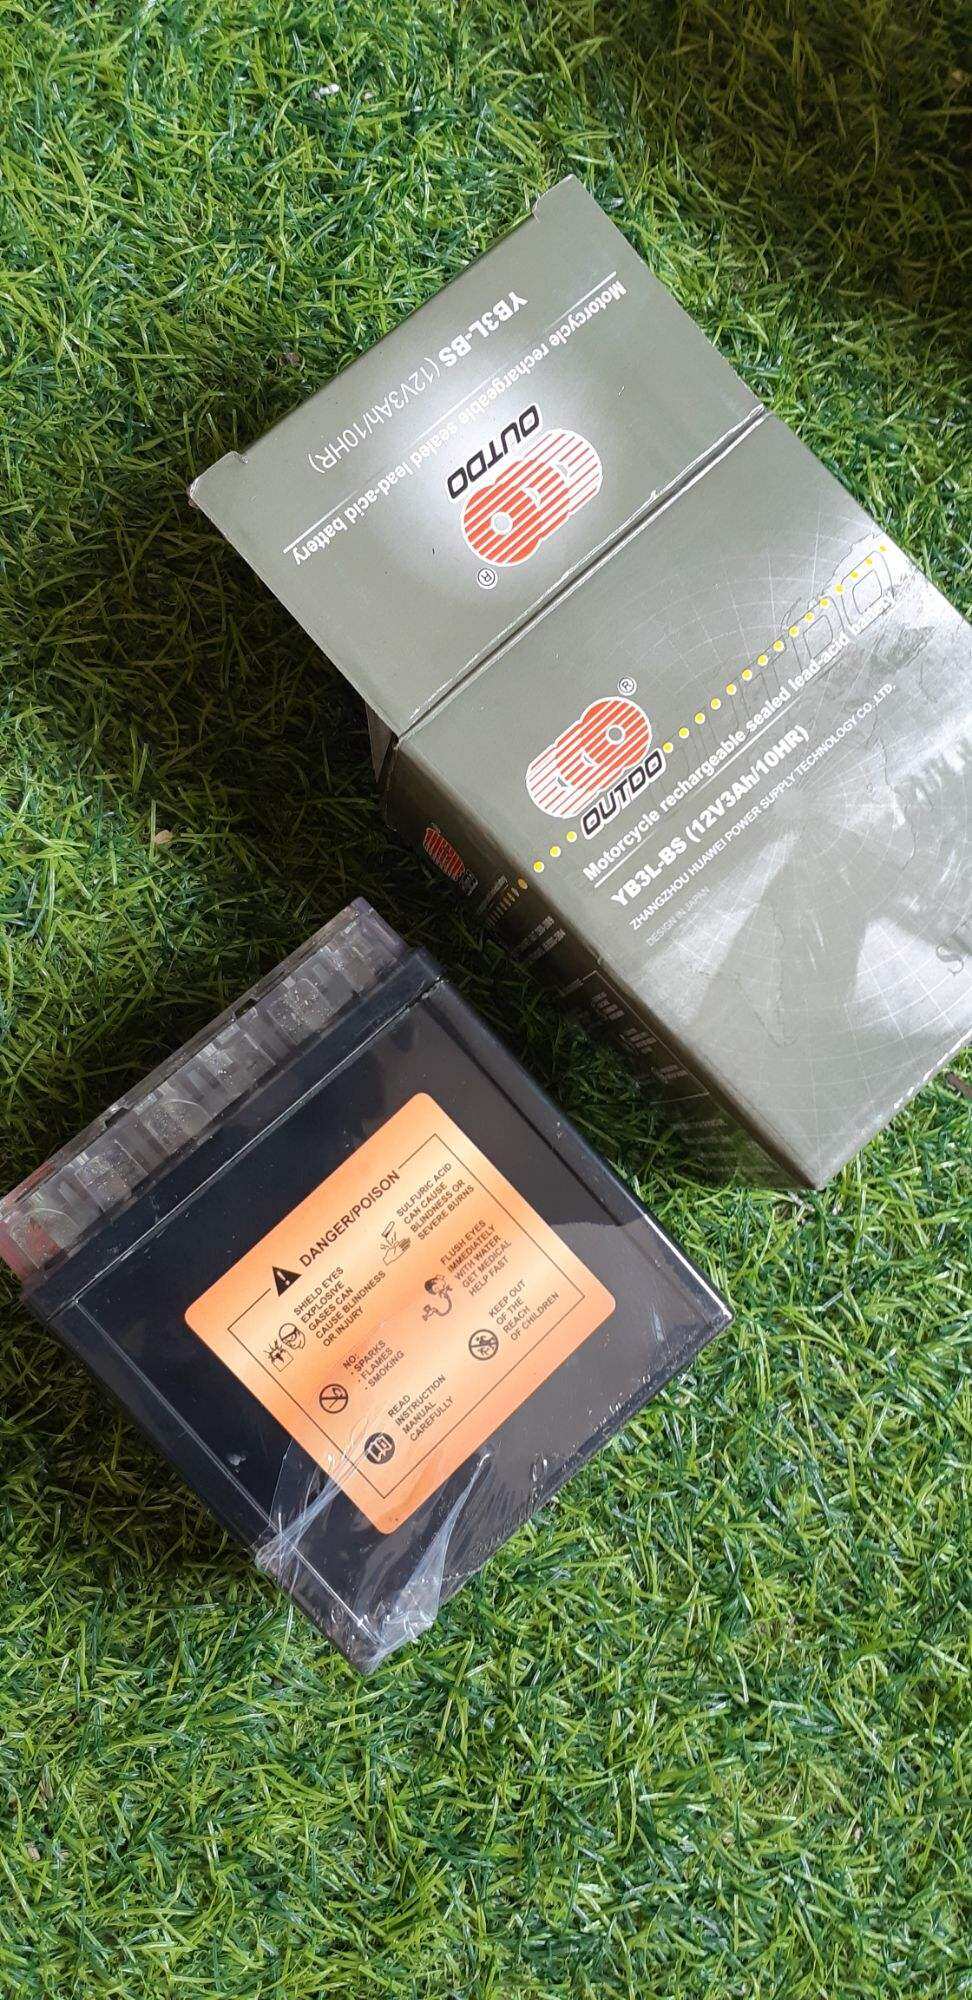 YB3L-BS (12V3Ah/10HR)
Motorcycle rechargeable sealed lead-acid battery
OUTDO
®
®
OUTDO
Motorcycle rechargeable sealed lead-acid battery
YB3L-BS (12V3Ah/10HR)
ZHANGZHOU HUAWEI POWER SUPPLY TECHNOLOGY CO.,LTD.
DESIGN IN JAPAN
DANGER/POISON
SHIELD EYES
EXPLOSIVE
GASES CAN
CAUSE BLINDNESS
OR INJURY
SULFURIC ACID
CAN CAUSE
BLINDNESS OR
SEVERE BURNS
NO:
· SPARKS
· FLAMES
· SMOKING
FLUSH EYES
IMMEDIATELY
WITH WATER
GET MEDICAL
HELP FAST
READ
INSTRUCTION
MANUAL
CAREFULLY
KEEP OUT
OF THE
REACH
OF CHILDREN